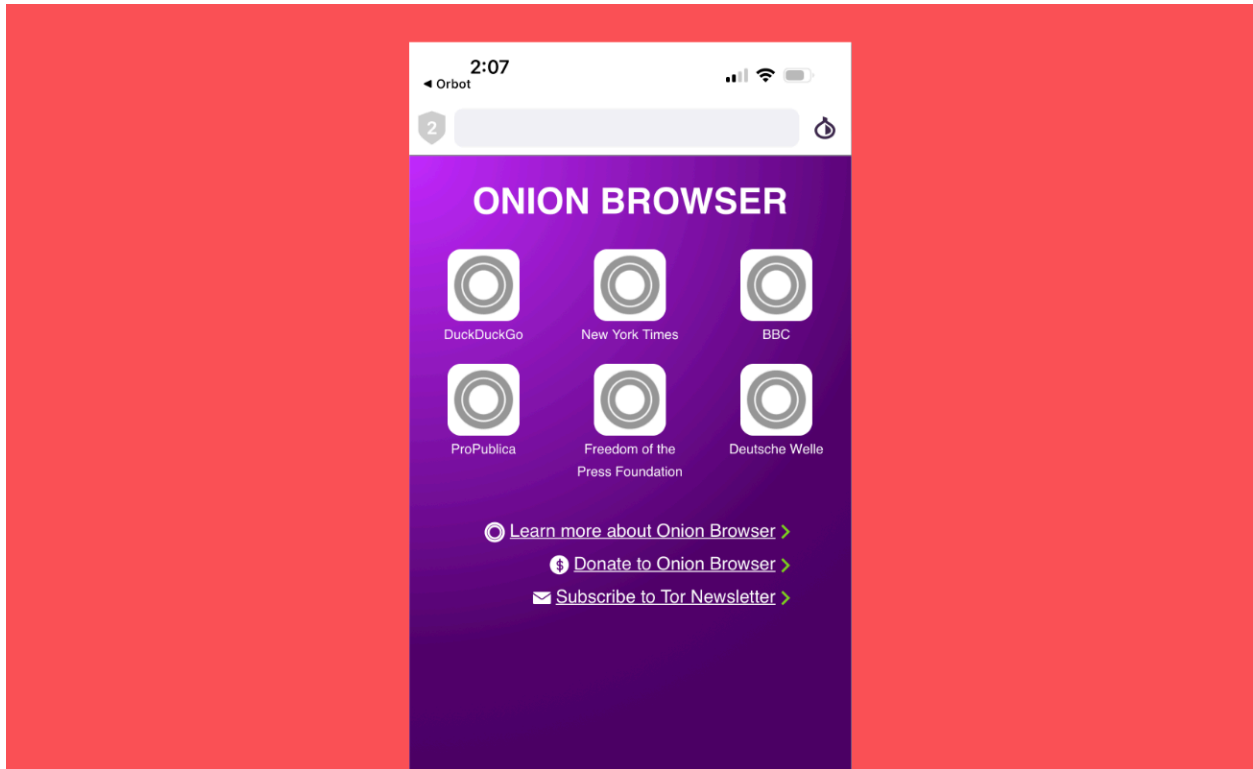 2:07
◄ Orbot
2
ONION BROWSER
DuckDuckGo
New York Times
BBC
ProPublica
Freedom of the
Press Foundation
Deutsche Welle
Learn more about Onion Browser >
$ Donate to Onion Browser >
Subscribe to Tor Newsletter >